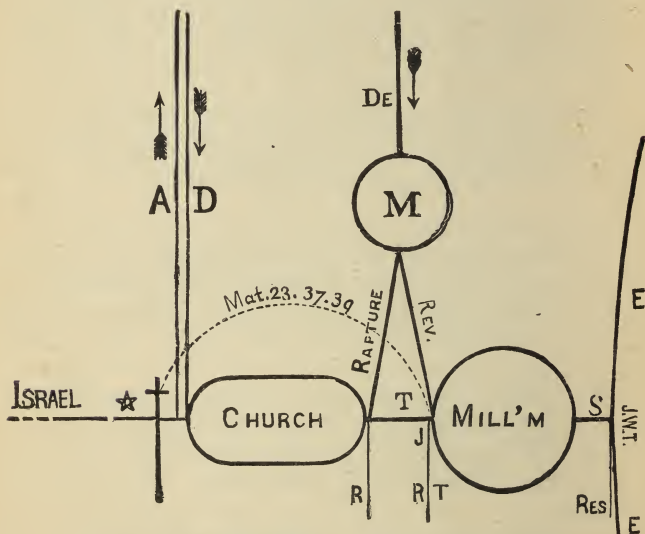 DE
A D
M
Mat. 23. 37. 39
RAPTURE
REV.
E
ISRAEL
CHURCH
T
J
MILL'M
S
J.W.T.
R
R T
RES
E